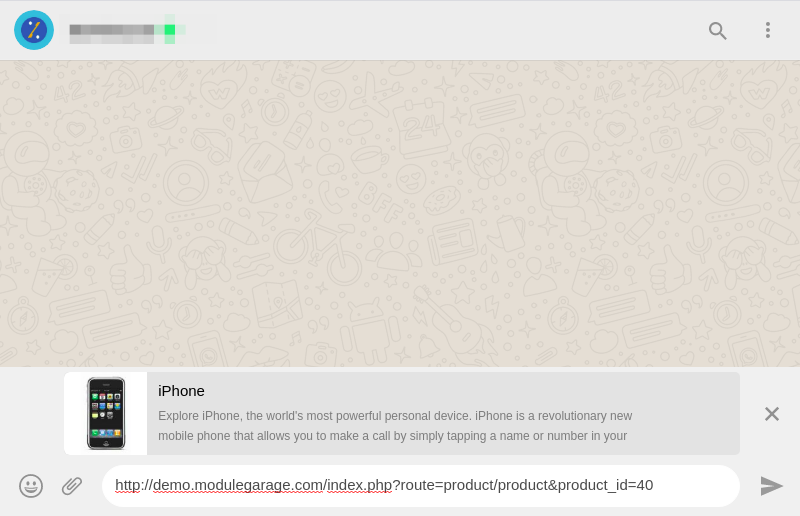 iPhone
Explore iPhone, the world's most powerful personal device. iPhone is a revolutionary new
mobile phone that allows you to make a call by simply tapping a name or number in your
http://demo.modulegarage.com/index.php?route=product/product&product_id=40